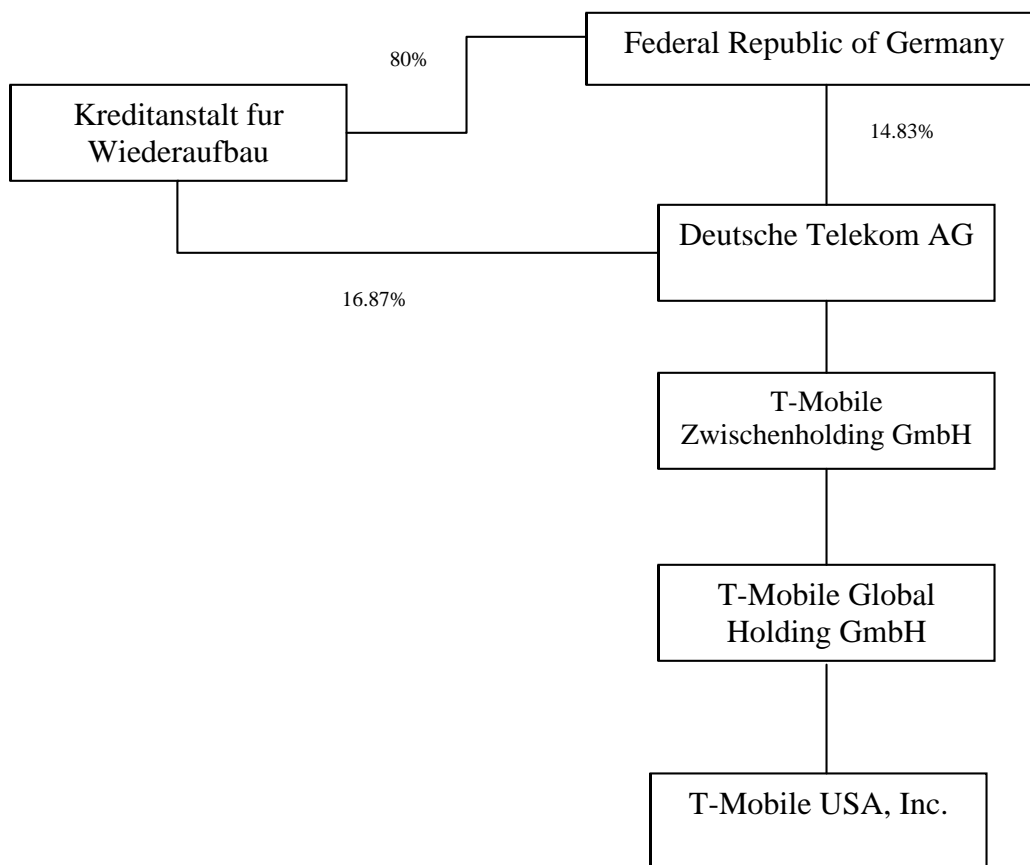 Federal Republic of Germany
80%
Kreditanstalt fur
Wiederaufbau
14.83%
Deutsche Telekom AG
16.87%
T-Mobile
Zwischenholding GmbH
T-Mobile Global
Holding GmbH
T-Mobile USA, Inc.